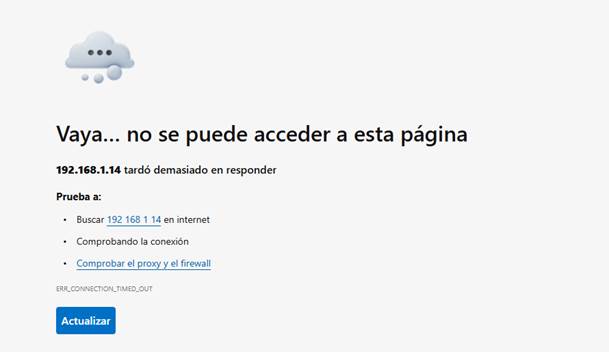 Vaya... no se puede acceder a esta página
192.168.1.14 tardó demasiado en responder
Prueba a:
• Buscar 192 168 1 14 en internet
• Comprobando la conexión
• Comprobar el proxy y el firewall
ERR_CONNECTION_TIMED_OUT
Actualizar